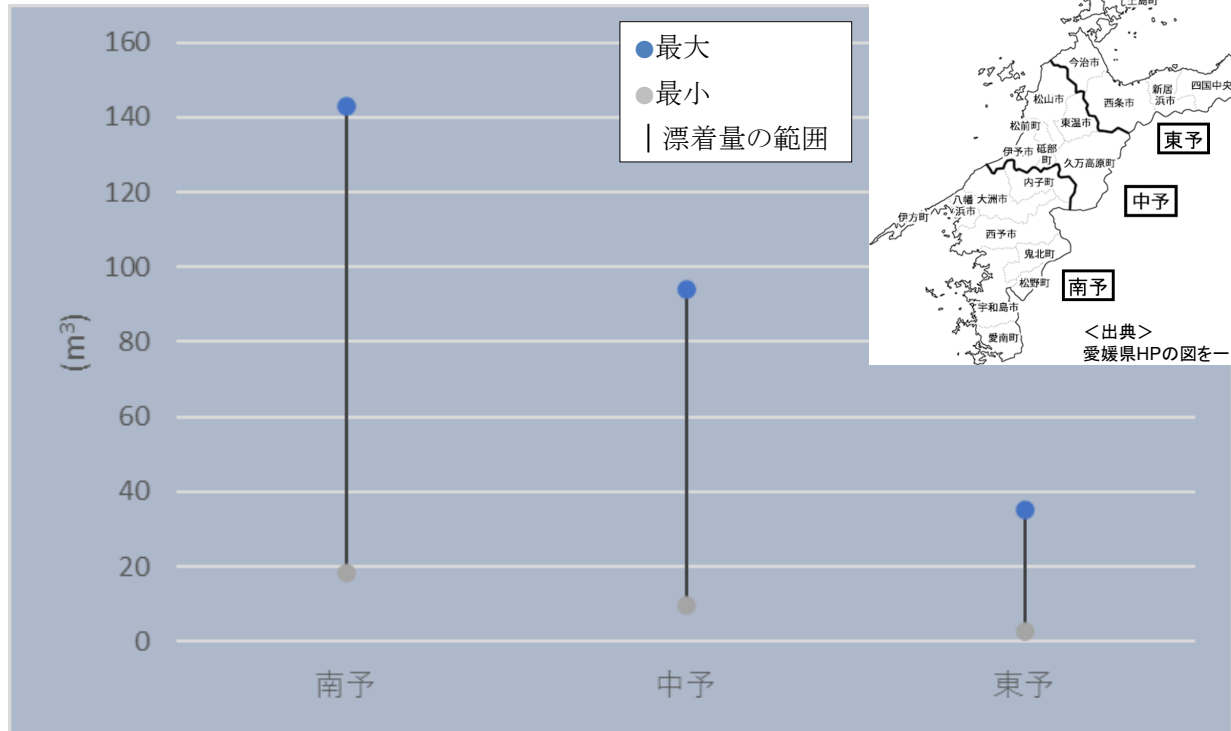 160
140
120
100
80
60
40
20
0
(m³)
南予
中予
東予
最大
最小
漂着量の範囲
上島町
今治市
松山市
西条市
新居
浜市
四国中央
東温市
松前町
伊予市
砥部
町
久万高原町
東予
内子町
中予
八幡
浜市
大洲市
伊方町
西予市
鬼北町
松野町
南予
宇和島市
愛南町
<出典>
愛媛県HPの図を一